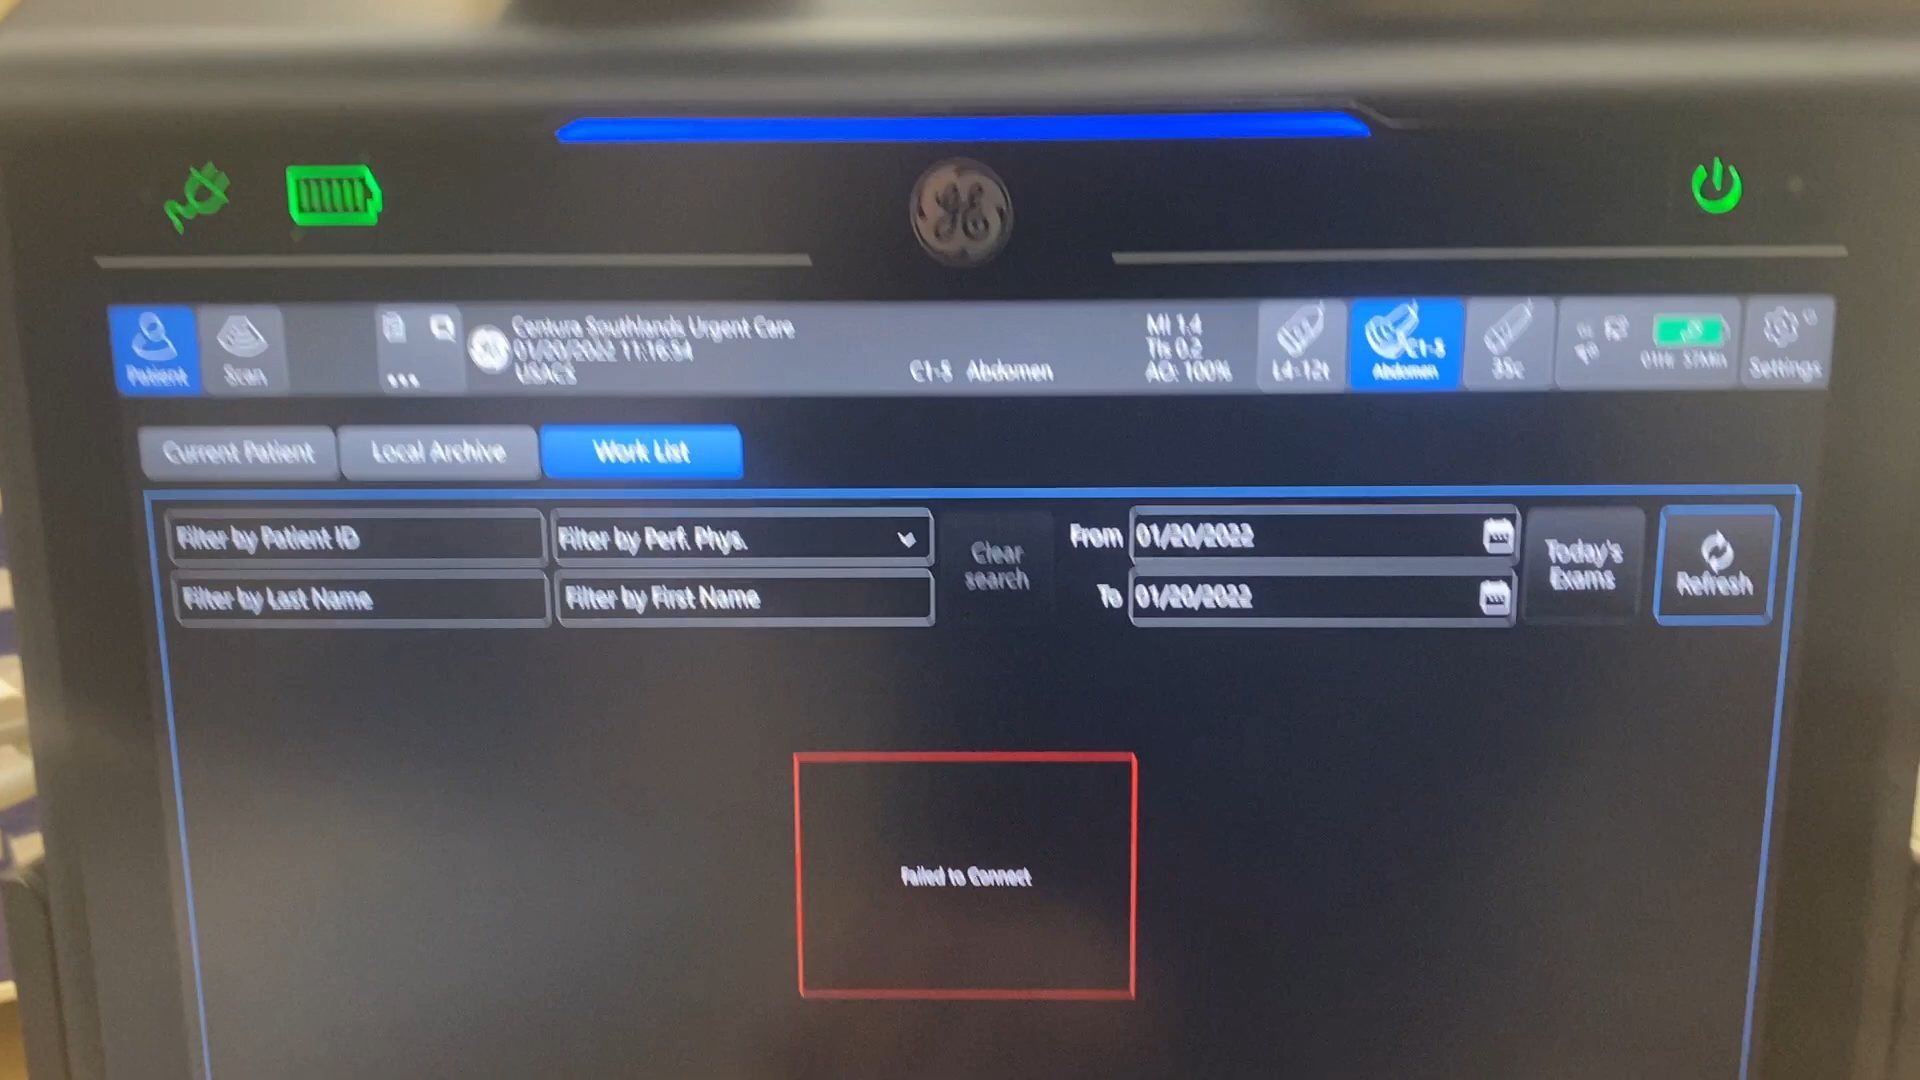 Patient
Scan
Centura Southlands Urgent Care
01/20/2022 11:16:54
C1-5 Abdomen
MI 1.4
TIs 0.2
AO: 100%
L4-12t
C1-5
Abdomen
3Sc
Settings
Current Patient
Local Archive
Work List
Filter by Patient ID
Filter by Perf. Phys.
Clear search
From 01/20/2022
Today's Exams
Refresh
Filter by Last Name
Filter by First Name
To 01/20/2022
Failed to Connect